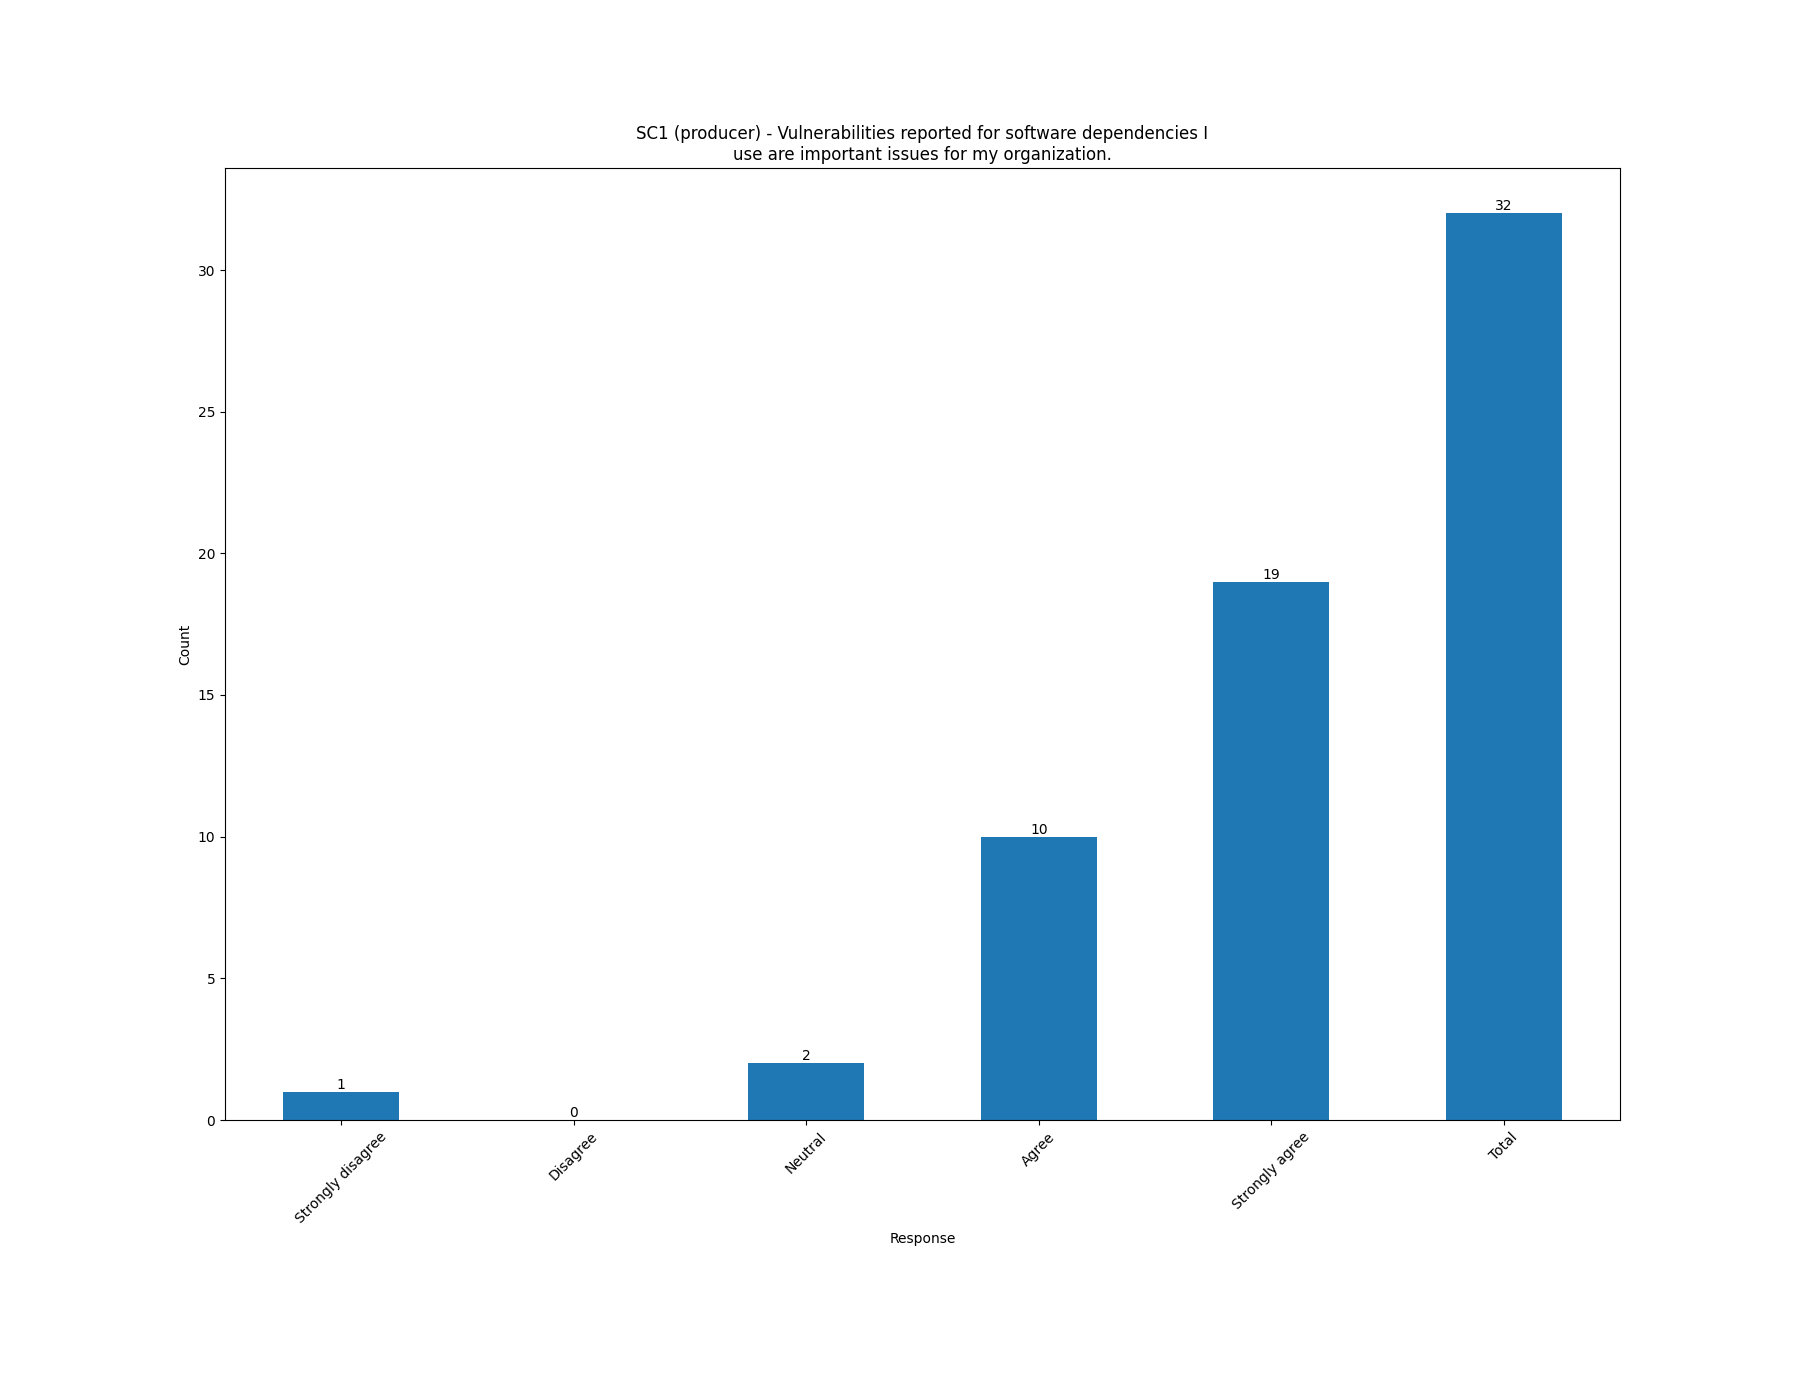 SC1 (producer) - Vulnerabilities reported for software dependencies I
use are important issues for my organization.
Count
30
25
20
15
10
5
0
1
0
2
10
19
32
Strongly disagree
Disagree
Neutral
Agree
Strongly agree
Total
Response